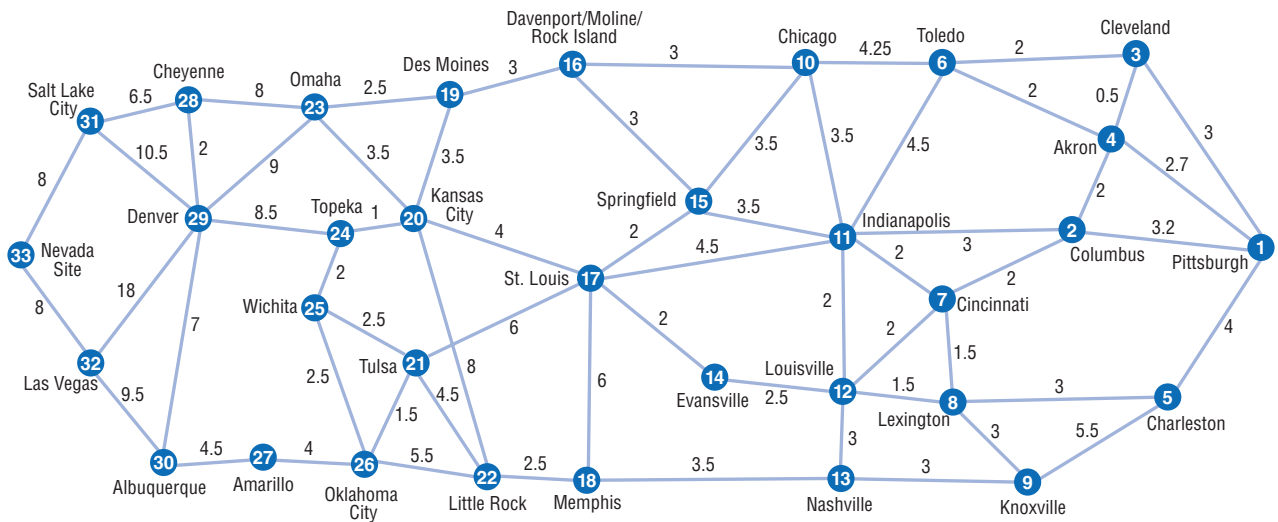 Davenport/Moline/
Rock Island
Chicago
Toledo
Cleveland
Cheyenne
Omaha
Des Moines
3
3
4.25
2
Salt Lake
City
6.5
28
8
23
2.5
19
16
10
6
3
31
10.5
2
9
3.5
3.5
3
3.5
3.5
4.5
2
0.5
Akron
4
3
2.7
8
Denver
29
8.5
Topeka
24
1
20
Kansas
City
Springfield
15
3.5
2
4
2
4.5
11
Indianapolis
3
2
Columbus
3.2
Pittsburgh
1
33
Nevada
Site
8
18
7
2
Wichita
25
2.5
St. Louis
17
6
2
2
2
7
Cincinnati
2
2
1.5
4
32
Las Vegas
9.5
2.5
Tulsa
21
8
4.5
1.5
6
14
Evansville
2.5
Louisville
12
1.5
8
Lexington
3
5
Charleston
5.5
3
3
30
Albuquerque
4.5
27
Amarillo
4
26
Oklahoma
City
5.5
22
Little Rock
2.5
18
Memphis
3.5
13
Nashville
3
9
Knoxville